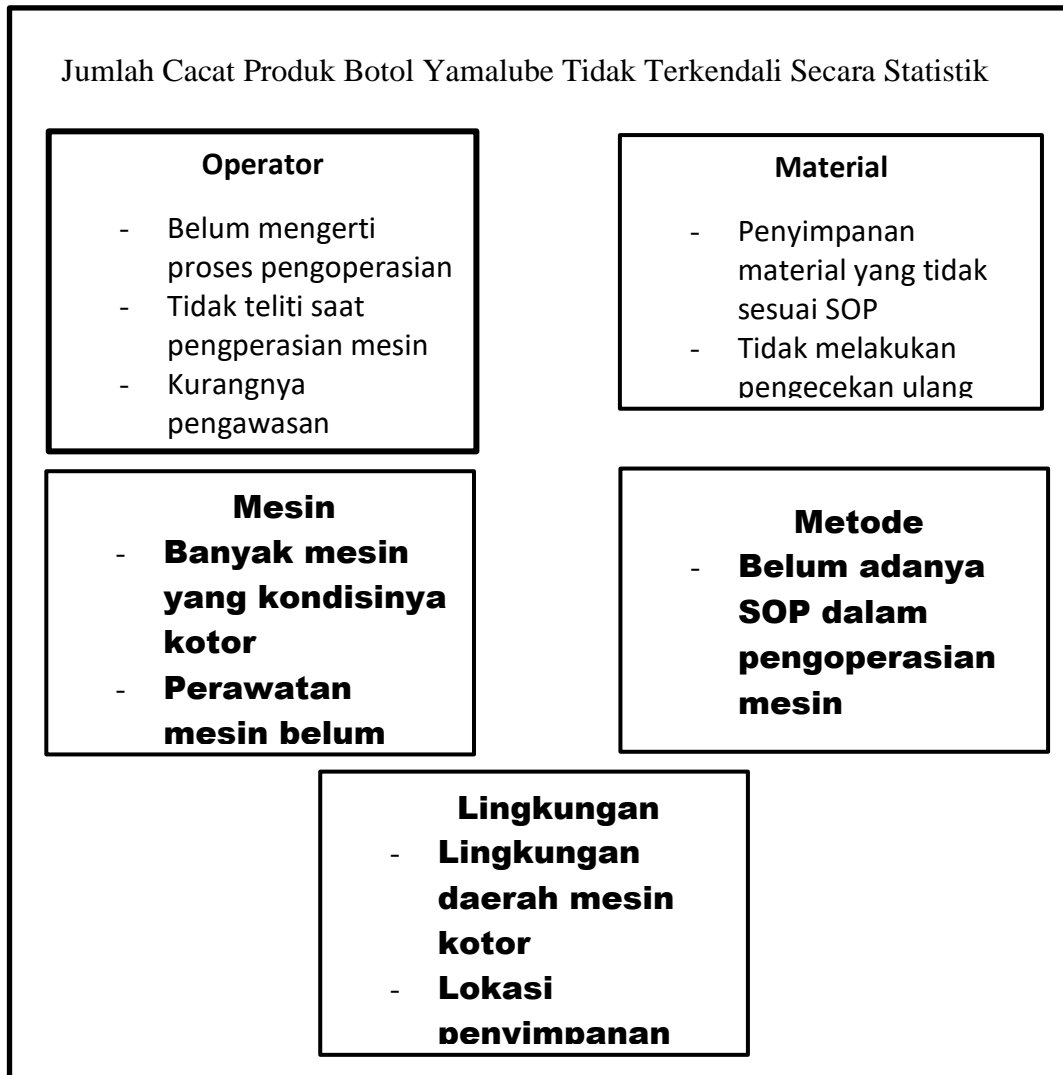 Jumlah Cacat Produk Botol Yamalube Tidak Terkendali Secara Statistik
Operator
- Belum mengerti
proses pengoperasian
- Tidak teliti saat
pengperasian mesin
- Kurangnya
pengawasan
Material
- Penyimpanan
material yang tidak
sesuai SOP
- Tidak melakukan
pengecekan ulang
Mesin
- Banyak mesin
yang kondisinya
kotor
- Perawatan
mesin belum
Metode
- Belum adanya
SOP dalam
pengoperasian
mesin
Lingkungan
- Lingkungan
daerah mesin
kotor
- Lokasi
penyimpanan